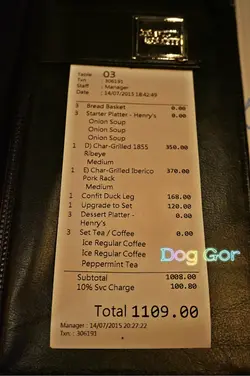 Table : 03
Txn : 306191
Staff : Manager
Date : 14/07/2015 18:42:49
3 Bread Basket 0.00
3 Starter Platter - Henry's 0.00
Onion Soup
Onion Soup
Onion Soup
1 D) Char-Grilled 1855 350.00
Ribeye
Medium
1 E) Char-Grilled Iberico 370.00
Pork Rack
Medium
1 Confit Duck Leg 168.00
1 Upgrade to Set 120.00
3 Dessert Platter - 0.00
Henry's
3 Set Tea / Coffee 0.00
Ice Regular Coffee
Ice Regular Coffee
Peppermint Tea
Dog Gor
Subtotal 1008.00
10% Svc Charge 100.80
Total 1109.00
Manager : 14/07/2015 20:27:22
Txn : 306191